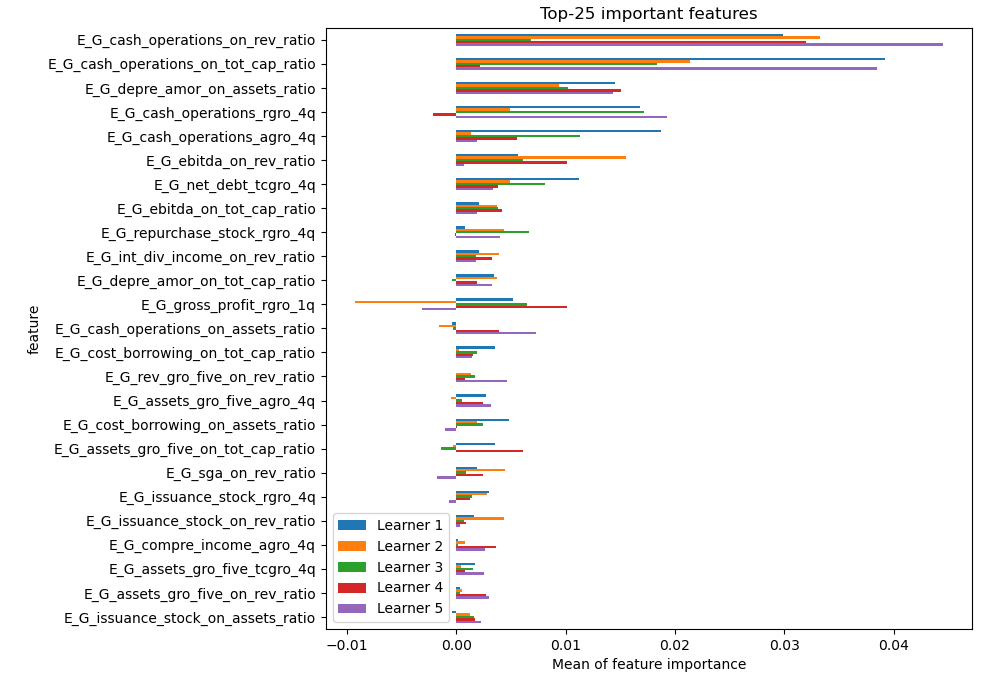 Top-25 important features
E_G_cash_operations_on_rev_ratio
E_G_cash_operations_on_tot_cap_ratio
E_G_depre_amor_on_assets_ratio
E_G_cash_operations_rgro_4q
E_G_cash_operations_agro_4q
E_G_ebitda_on_rev_ratio
E_G_net_debt_tcgro_4q
E_G_ebitda_on_tot_cap_ratio
E_G_repurchase_stock_rgro_4q
E_G_int_div_income_on_rev_ratio
E_G_depre_amor_on_tot_cap_ratio
E_G_gross_profit_rgro_1q
E_G_cash_operations_on_assets_ratio
E_G_cost_borrowing_on_tot_cap_ratio
E_G_rev_gro_five_on_rev_ratio
E_G_assets_gro_five_agro_4q
E_G_cost_borrowing_on_assets_ratio
E_G_assets_gro_five_on_tot_cap_ratio
E_G_sga_on_rev_ratio
E_G_issuance_stock_rgro_4q
E_G_issuance_stock_on_rev_ratio
E_G_compre_income_agro_4q
E_G_assets_gro_five_tcgro_4q
E_G_assets_gro_five_on_rev_ratio
E_G_issuance_stock_on_assets_ratio
feature
Learner 1
Learner 2
Learner 3
Learner 4
Learner 5
−0.01 0.00 0.01 0.02 0.03 0.04
Mean of feature importance